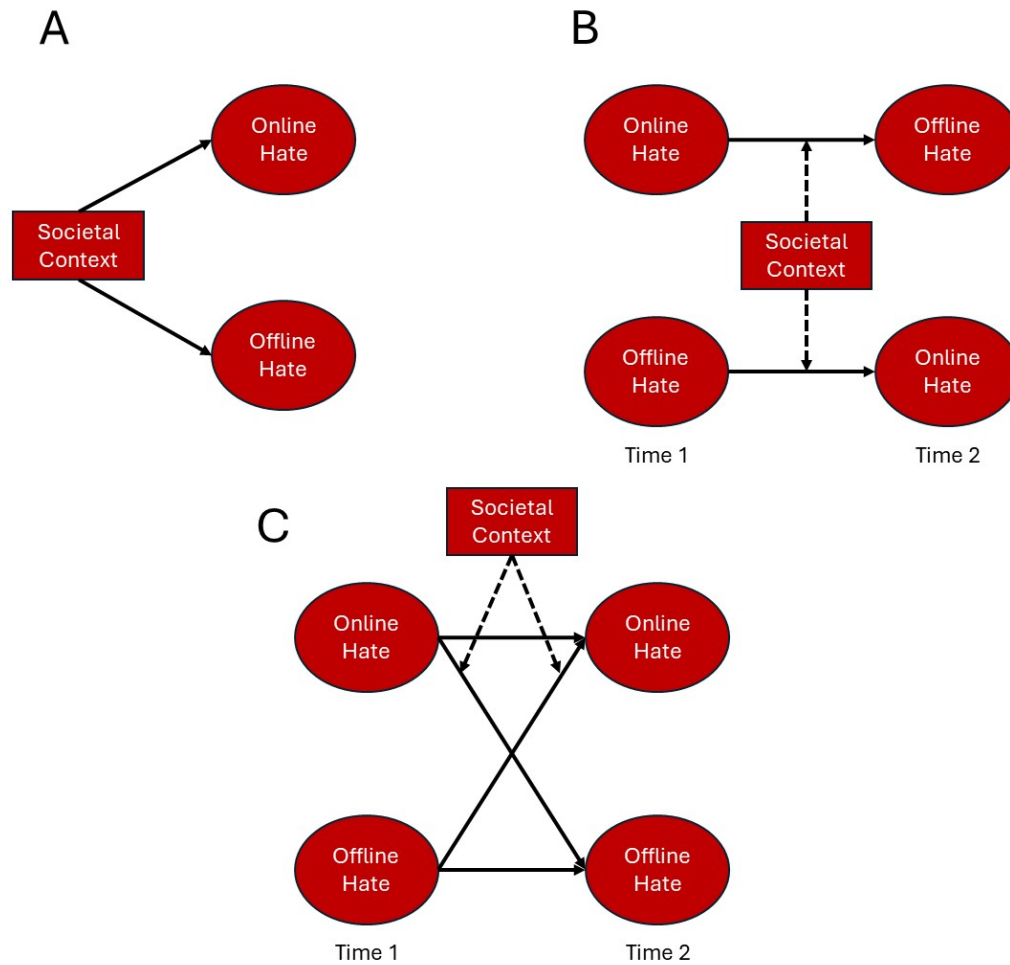 A
Online
Hate
Societal
Context
Offline
Hate
B
Online
Hate
Offline
Hate
Societal
Context
Offline
Hate
Online
Hate
Time 1
Time 2
C
Societal
Context
Online
Hate
Online
Hate
Offline
Hate
Offline
Hate
Time 1
Time 2